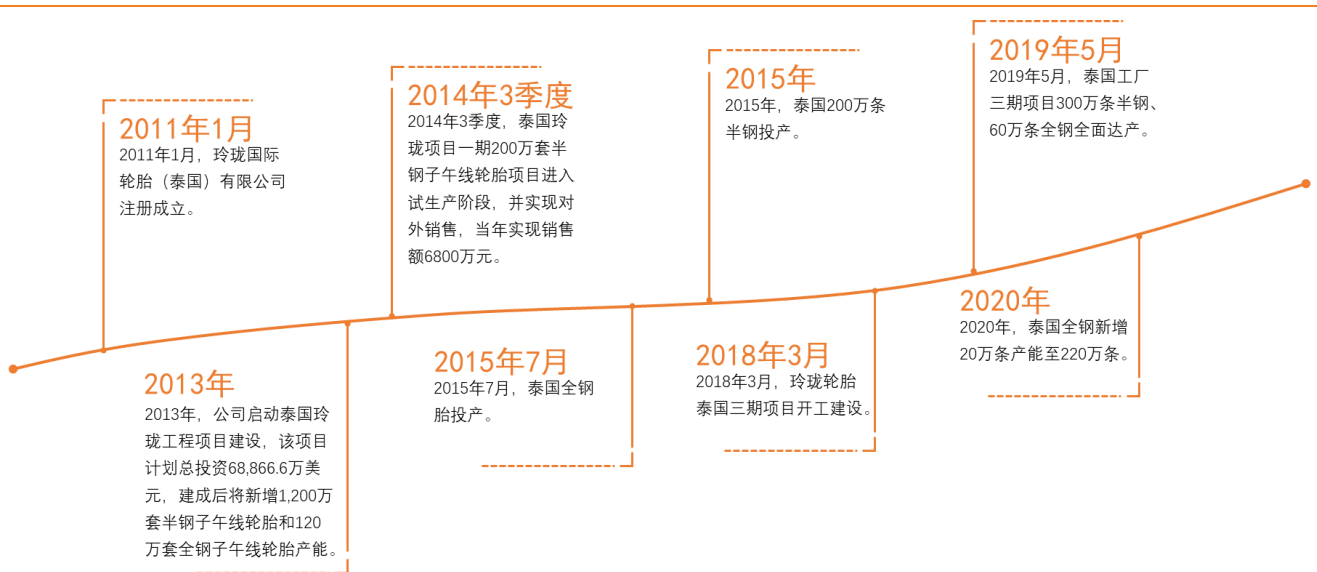 2011年1月
2011年1月，玲珑国际
轮胎（泰国）有限公司
注册成立。
2013年
2013年，公司启动泰国玲
珑工程项目建设，该项目
计划总投资68,866.6万美
元，建成后将新增1,200万
套半钢子午线轮胎和120
万套全钢子午线轮胎产能。
2014年3季度
2014年3季度，泰国玲
珑项目一期200万套半
钢子午线轮胎项目进入
试生产阶段，并实现对
外销售，当年实现销售
额6800万元。
2015年7月
2015年7月，泰国全钢
胎投产。
2015年
2015年，泰国200万条
半钢投产。
2018年3月
2018年3月，玲珑轮胎
泰国三期项目开工建设。
2019年5月
2019年5月，泰国工厂
三期项目300万条半钢、
60万条全钢全面达产。
2020年
2020年，泰国全钢新增
20万条产能至220万条。